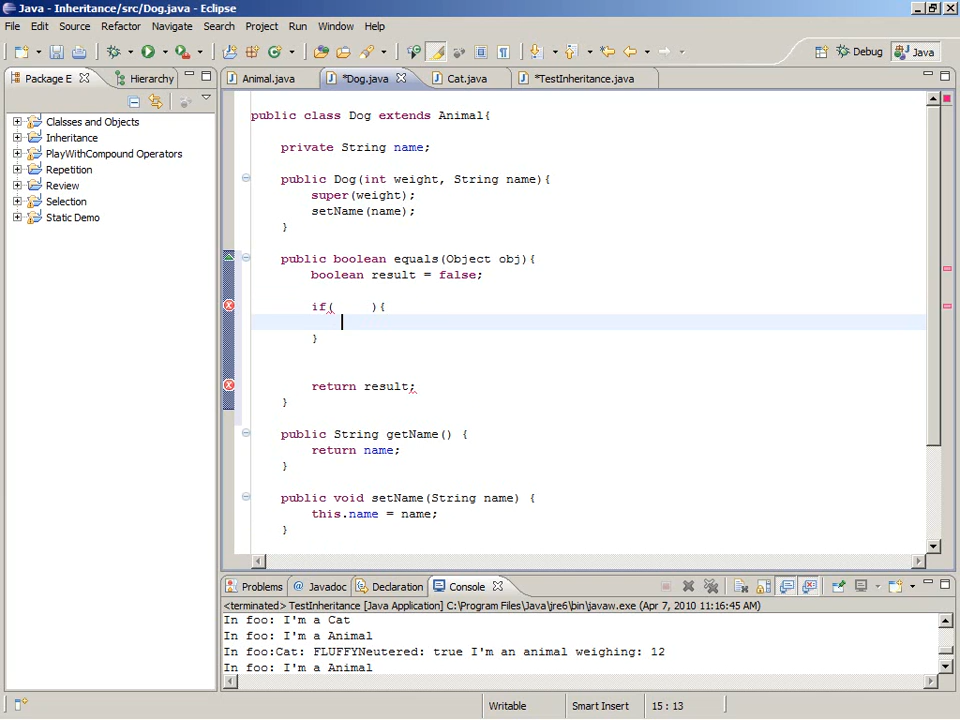 Java - Inheritance/src/Dog.java - Eclipse
File Edit Source Refactor Navigate Search Project Run Window Help
Debug Java
Package E Hierarchy
Animal.java *Dog.java Cat.java *TestInheritance.java
Clalsses and Objects
Inheritance
PlayWithCompound Operators
Repetition
Review
Selection
Static Demo
public class Dog extends Animal{
private String name;
public Dog(int weight, String name){
super(weight);
setName(name);
}
public boolean equals(Object obj){
boolean result = false;
if( ){
}
return result;
}
public String getName() {
return name;
}
public void setName(String name) {
this.name = name;
}
Problems @ Javadoc Declaration Console
<terminated> TestInheritance [Java Application] C:\Program Files\Java\jre6\bin\javaw.exe (Apr 7, 2010 11:16:45 AM)
In foo: I'm a Cat
In foo: I'm a Animal
In foo:Cat: FLUFFYNeutered: true I'm an animal weighing: 12
In foo: I'm a Animal
Writable Smart Insert 15 : 13